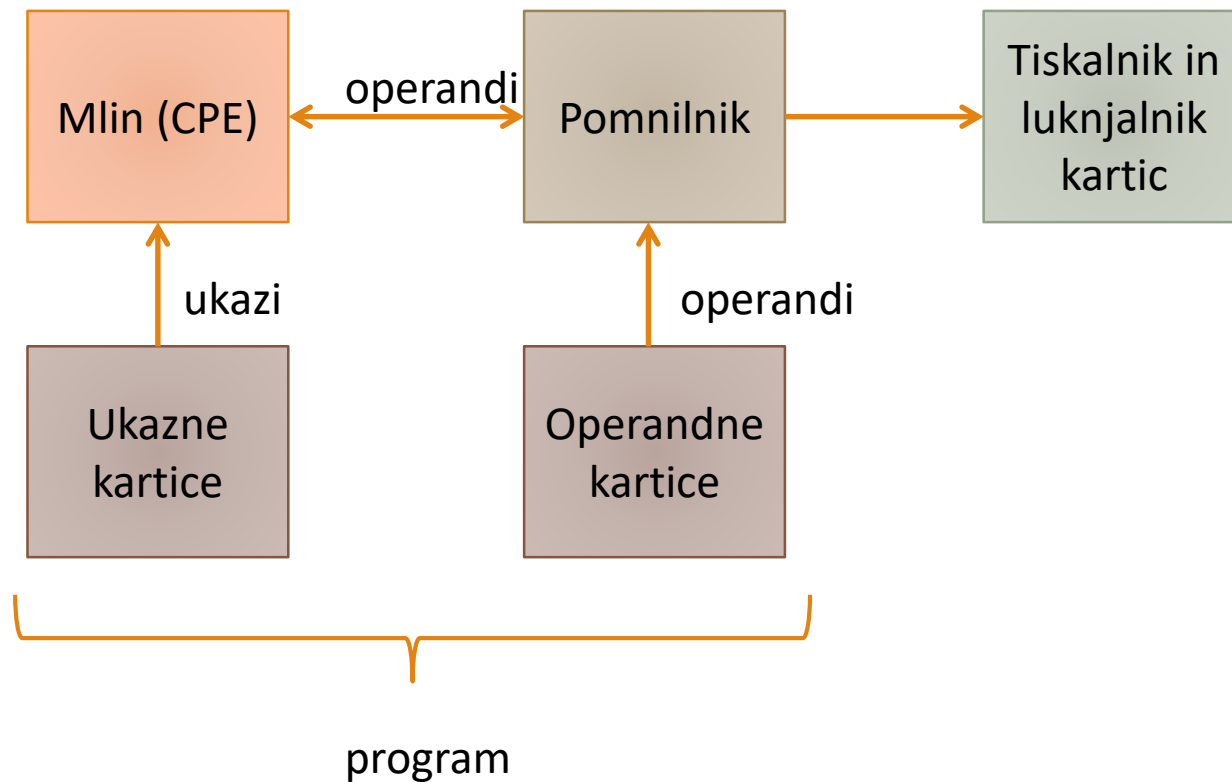 Mlin (CPE)
operandi
Pomnilnik
Tiskalnik in
luknjalnik
kartic
ukazi
operandi
Ukazne
kartice
Operandne
kartice
program